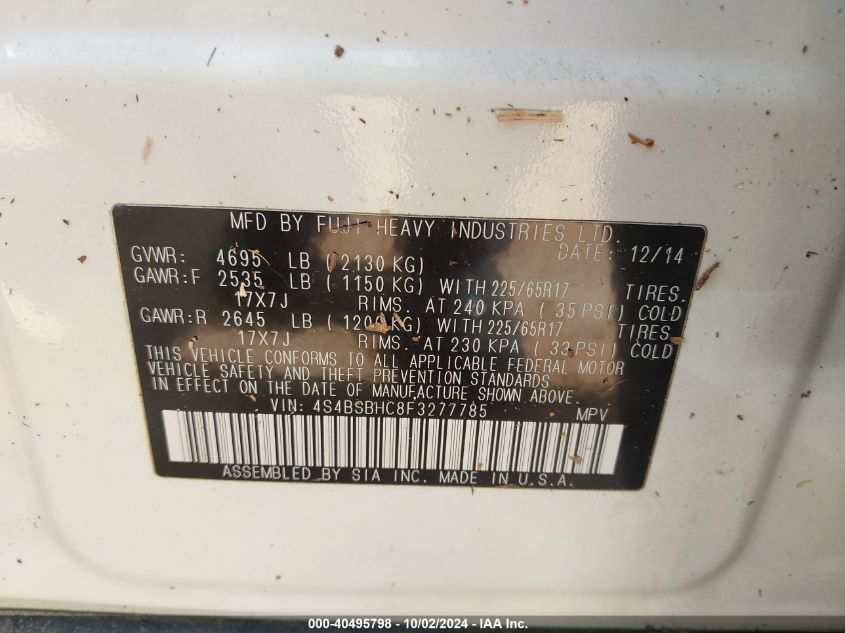 MFD BY FUJI HEAVY INDUSTRIES LTD.
DATE: 12/14
GVWR: 4695 LB ( 2130 KG)
GAWR:F 2535 LB ( 1150 KG) WITH 225/65R17 TIRES.
17X7J RIMS. AT 240 KPA ( 35 PSI) COLD
GAWR:R 2645 LB ( 1200 KG) WITH 225/65R17 TIRES.
17X7J RIMS. AT 230 KPA ( 33 PSI) COLD
THIS VEHICLE CONFORMS TO ALL APPLICABLE FEDERAL MOTOR
VEHICLE SAFETY AND THEFT PREVENTION STANDARDS
IN EFFECT ON THE DATE OF MANUFACTURE SHOWN ABOVE.
VIN: 4S4BSBHC8F3277785 MPV
ASSEMBLED BY SIA INC. MADE IN U.S.A.
000-40495798 - 10/02/2024 - IAA Inc.